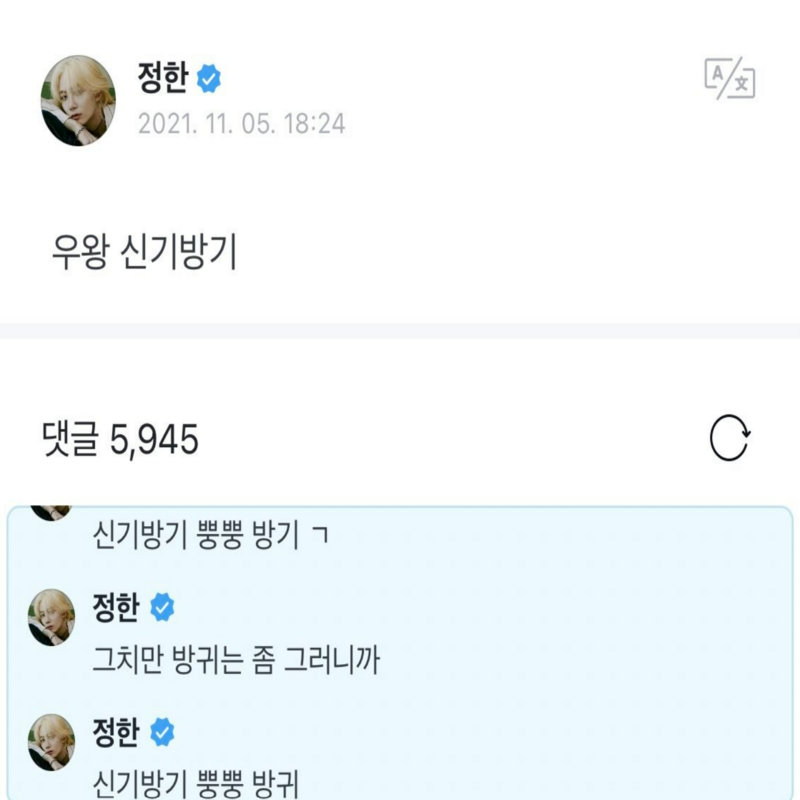 정한
2021. 11. 05. 18:24
우왕 신기방기
댓글 5,945
신기방기 뿡뿡 방기 ㄱ
정한
그치만 방귀는 좀 그러니까
정한
신기방기 뿡뿡 방귀